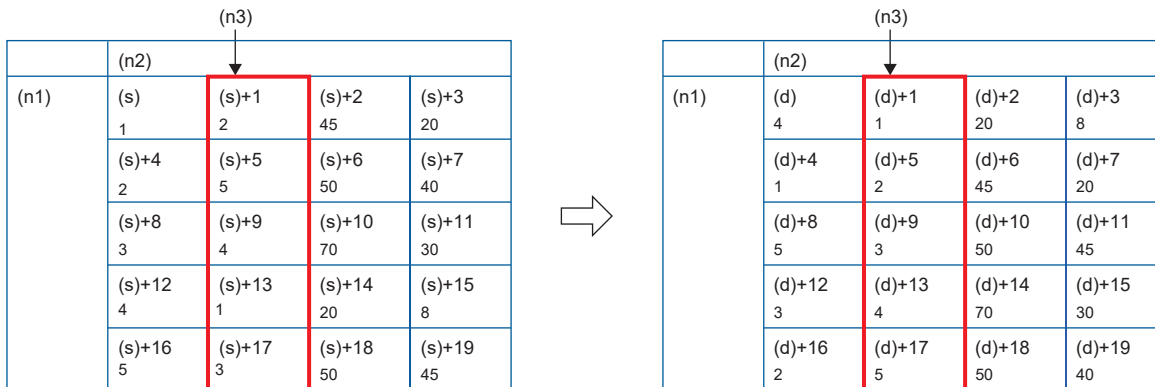 (n3)
(n2)
(n1) (s) (s)+1 (s)+2 (s)+3
1 2 45 20
(s)+4 (s)+5 (s)+6 (s)+7
2 5 50 40
(s)+8 (s)+9 (s)+10 (s)+11
3 4 70 30
(s)+12 (s)+13 (s)+14 (s)+15
4 1 20 8
(s)+16 (s)+17 (s)+18 (s)+19
5 3 50 45
(n3)
(n2)
(n1) (d) (d)+1 (d)+2 (d)+3
4 1 20 8
(d)+4 (d)+5 (d)+6 (d)+7
1 2 45 20
(d)+8 (d)+9 (d)+10 (d)+11
5 3 50 45
(d)+12 (d)+13 (d)+14 (d)+15
3 4 70 30
(d)+16 (d)+17 (d)+18 (d)+19
2 5 50 40